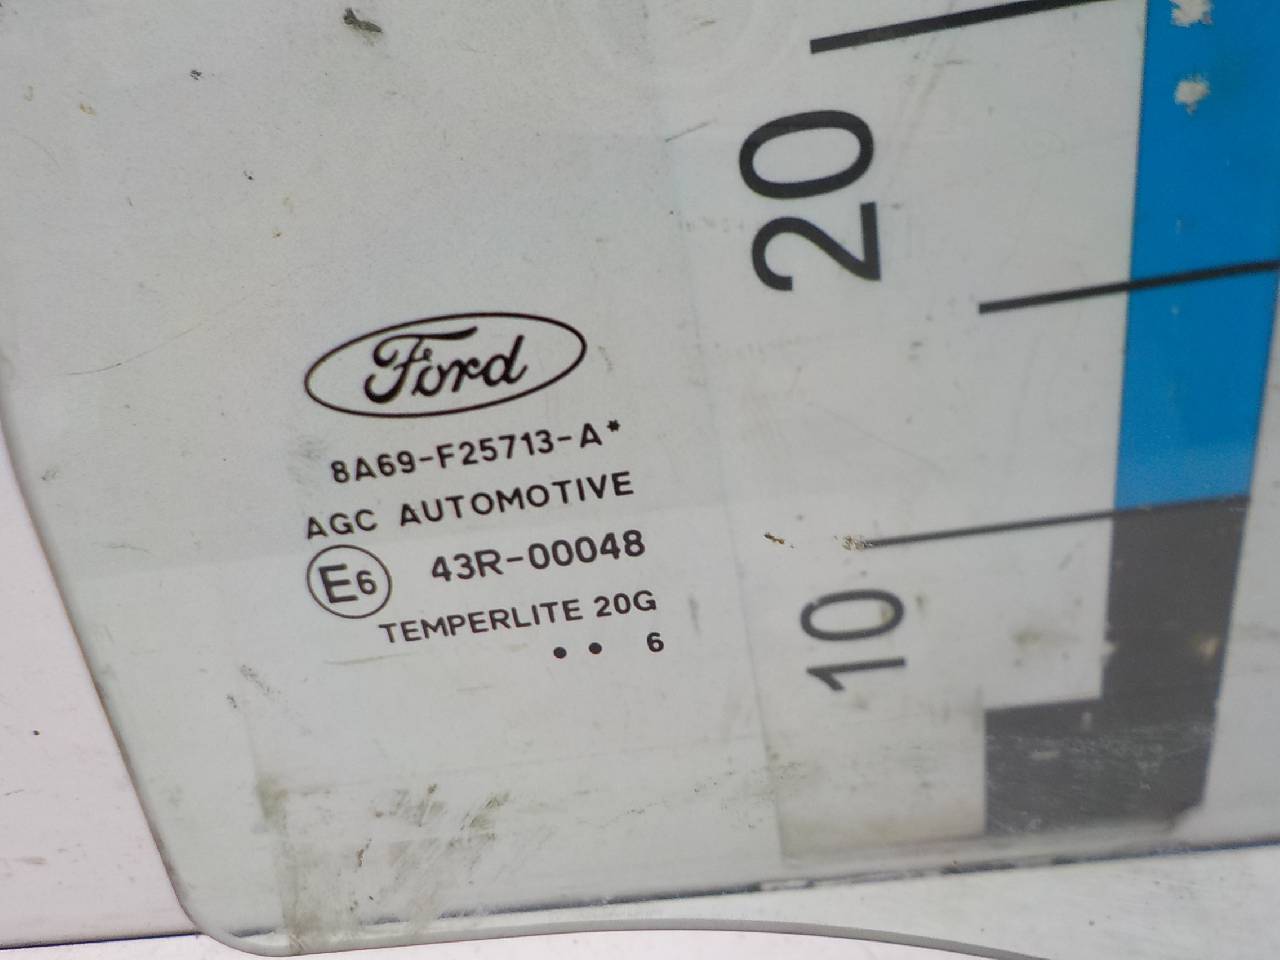 Ford
8A69-F25713-A*
AGC AUTOMOTIVE
E6 43R-00048
TEMPERLITE 20G
• • 6
20
10